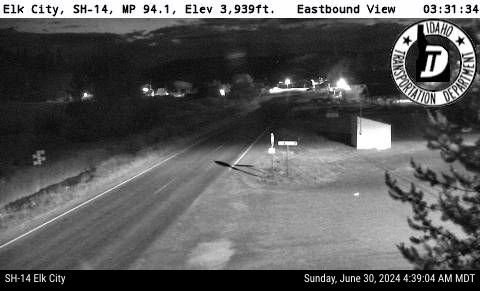 Elk City, SH-14, MP 94.1, Elev 3,939ft. Eastbound View 03:31:34
IDAHO
TRANSPORTATION DEPARTMENT
SH-14 Elk City Sunday, June 30, 2024 4:39:04 AM MDT